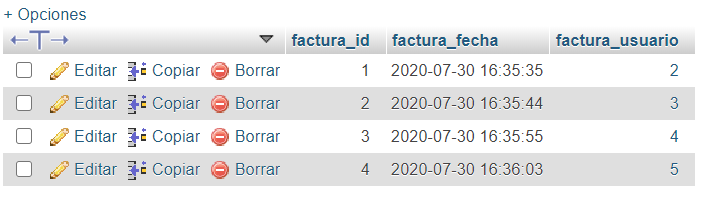 + Opciones
factura_id factura_fecha factura_usuario
Editar Copiar Borrar 1 2020-07-30 16:35:35 2
Editar Copiar Borrar 2 2020-07-30 16:35:44 3
Editar Copiar Borrar 3 2020-07-30 16:35:55 4
Editar Copiar Borrar 4 2020-07-30 16:36:03 5